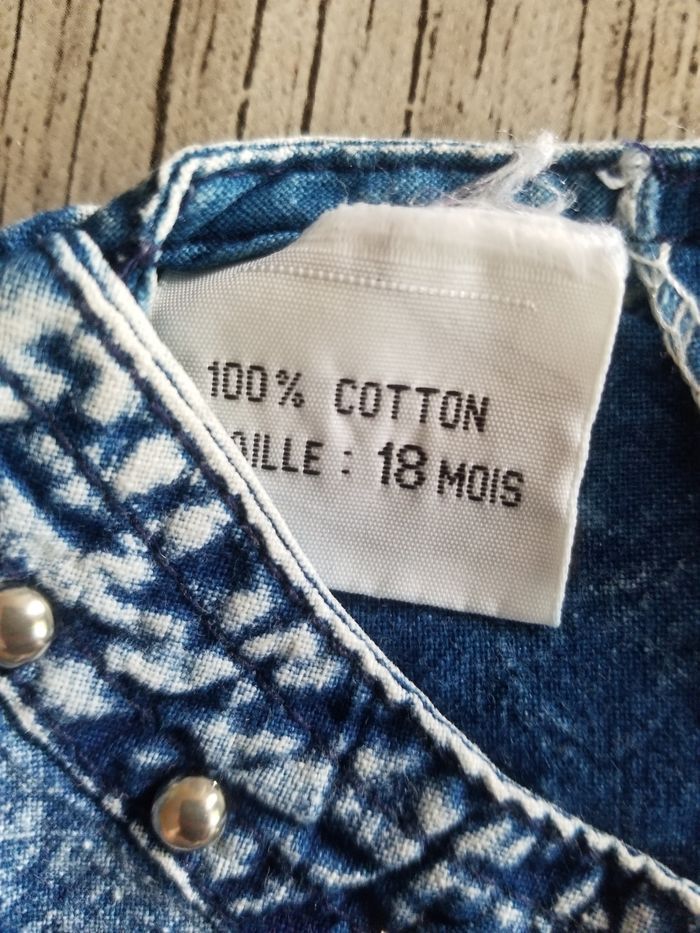 100% COTTON
AILLE : 18 MOIS